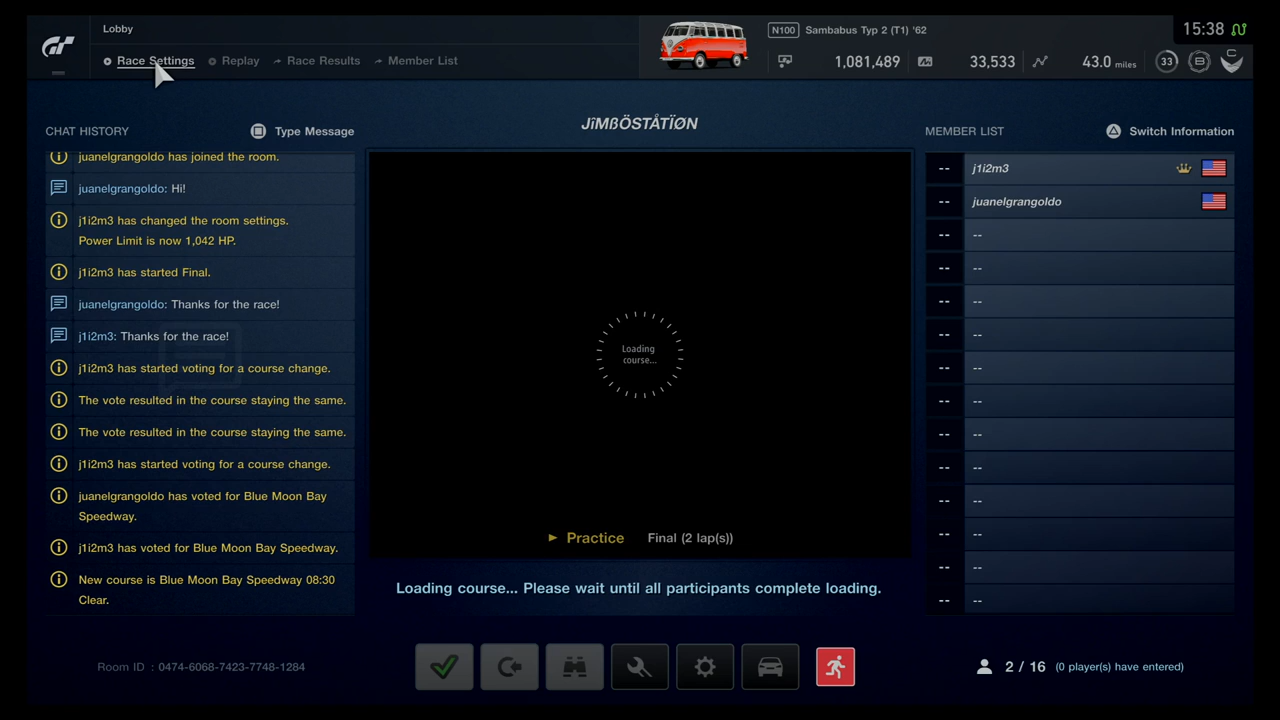 Lobby
Race Settings Replay Race Results Member List
N100 Sambabus Typ 2 (T1) '62
1,081,489 33,533 43.0 miles 33 B
15:38
CHAT HISTORY Type Message
JîMßÖSTÅTÏØN
MEMBER LIST Switch Information
juanelgrangoldo has joined the room.
juanelgrangoldo: Hi!
j1i2m3 has changed the room settings.
Power Limit is now 1,042 HP.
j1i2m3 has started Final.
juanelgrangoldo: Thanks for the race!
j1i2m3: Thanks for the race!
j1i2m3 has started voting for a course change.
The vote resulted in the course staying the same.
The vote resulted in the course staying the same.
j1i2m3 has started voting for a course change.
juanelgrangoldo has voted for Blue Moon Bay
Speedway.
j1i2m3 has voted for Blue Moon Bay Speedway.
New course is Blue Moon Bay Speedway 08:30
Clear.
Loading
course...
Practice Final (2 lap(s))
Loading course... Please wait until all participants complete loading.
-- j1i2m3
-- juanelgrangoldo
-- --
-- --
-- --
-- --
-- --
-- --
-- --
-- --
-- --
-- --
-- --
-- --
Room ID : 0474-6068-7423-7748-1284
2 / 16 (0 player(s) have entered)